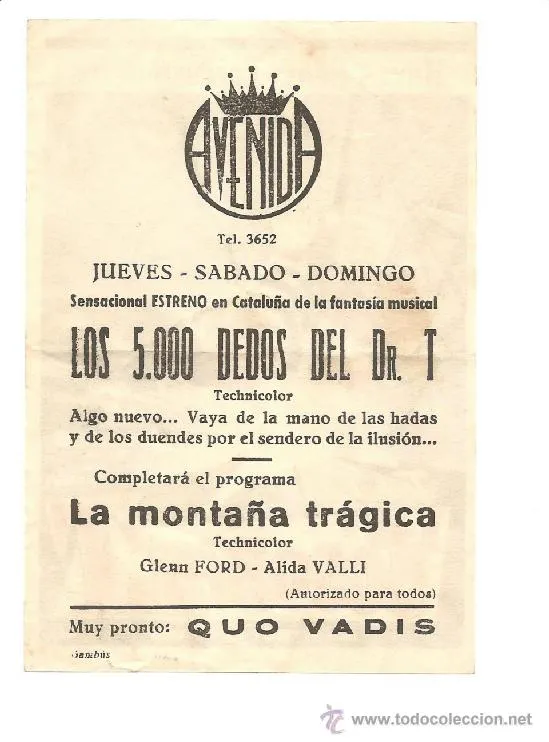 AVENIDA
Tel. 3652
JUEVES - SABADO - DOMINGO
Sensacional ESTRENO en Cataluña de la fantasía musical
LOS 5.000 DEDOS DEL DR. T
Technicolor
Algo nuevo... Vaya de la mano de las hadas
y de los duendes por el sendero de la ilusión...
Completará el programa
La montaña trágica
Technicolor
Glenn FORD - Alida VALLI
(Autorizado para todos)
Muy pronto: QUO VADIS
Gambús
www.todocoleccion.net